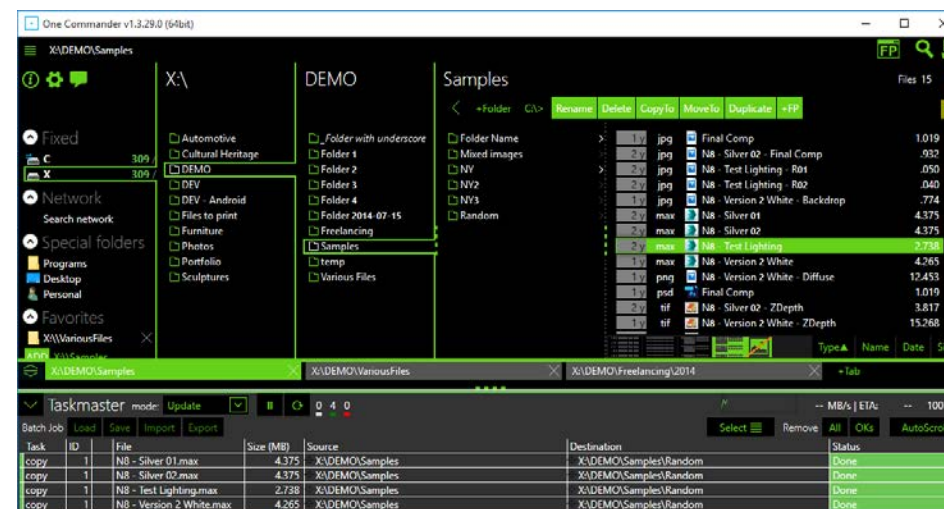 One Commander v1.3.29.0 (64bit)
X:\DEMO\Samples
FP
X:\
DEMO
Samples
Files 15
+Folder C\> Rename Delete CopyTo MoveTo Duplicate +FP
Fixed
C 309 /
X 309 /
Network
Search network
Special folders
Programs
Desktop
Personal
Favorites
X:\\VariousFiles
ADD X:\\Samples
Automotive
Cultural Heritage
DEMO
DEV
DEV - Android
Files to print
Furniture
Photos
Portfolio
Sculptures
_Folder with underscore
Folder 1
Folder 2
Folder 3
Folder 4
Folder 2014-07-15
Freelancing
Samples
temp
Various Files
Folder Name
Mixed images
NY
NY2
NY3
Random
1 y jpg Final Comp 1.019
2 y jpg N8 - Silver 02 - Final Comp .932
2 y jpg N8 - Test Lighting - R01 .050
2 y jpg N8 - Test Lighting - R02 .040
1 y jpg N8 - Version 2 White - Backdrop .774
2 y max N8 - Silver 01 4.375
2 y max N8 - Silver 02 4.375
2 y max N8 - Test Lighting 2.738
1 y max N8 - Version 2 White 4.265
1 y png N8 - Version 2 White - Diffuse 12.453
1 y psd Final Comp 1.019
2 y tif N8 - Silver 02 - ZDepth 3.817
1 y tif N8 - Version 2 White - ZDepth 15.268
Type▲ Name Date S
X:\DEMO\Samples X:\DEMO\VariousFiles X:\DEMO\Freelancing\2014 +Tab
Taskmaster mode: Update 0 4 0 -- MB/s | ETA: -- 100
Batch Job Load Save Import Export Select Remove All OKs AutoScro
Task ID File Size (MB) Source Destination Status
copy 1 N8 - Silver 01.max 4.375 X:\DEMO\Samples X:\DEMO\Samples\Random Done
copy 1 N8 - Silver 02.max 4.375 X:\DEMO\Samples X:\DEMO\Samples\Random Done
copy 1 N8 - Test Lighting.max 2.738 X:\DEMO\Samples X:\DEMO\Samples\Random Done
copy 1 N8 - Version 2 White.max 4.265 X:\DEMO\Samples X:\DEMO\Samples\Random Done